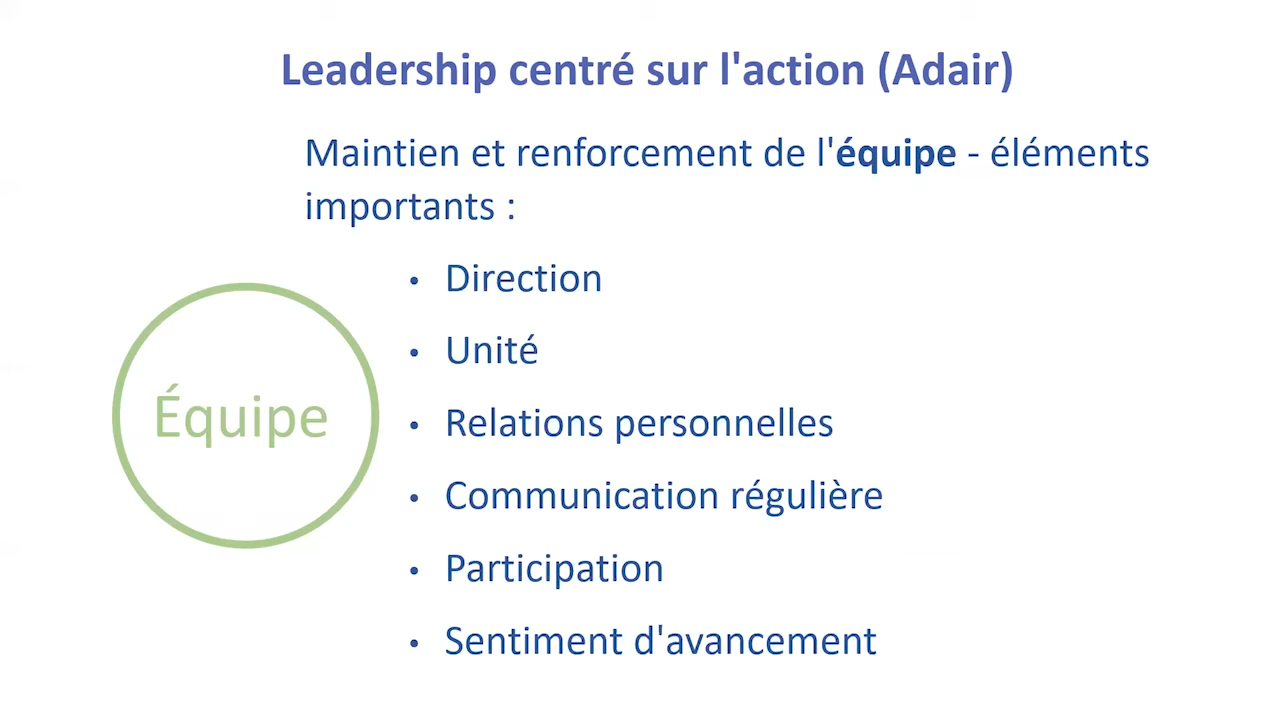 Leadership centré sur l'action (Adair)
Maintien et renforcement de l'équipe - éléments
importants :
• Direction
• Unité
Équipe
• Relations personnelles
• Communication régulière
• Participation
• Sentiment d'avancement